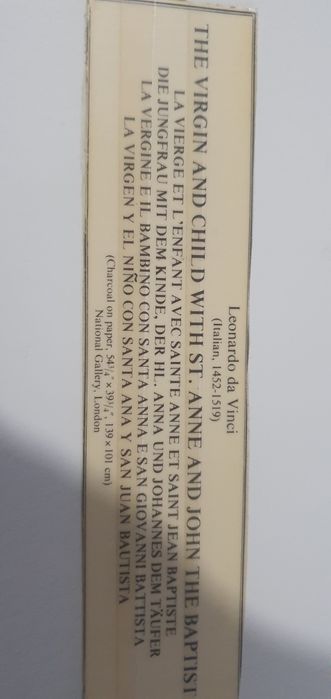 Leonardo da Vinci
(Italian, 1452-1519)
THE VIRGIN AND CHILD WITH ST. ANNE AND JOHN THE BAPTIST
LA VIERGE ET L'ENFANT AVEC SAINTE ANNE ET SAINT JEAN BAPTISTE
DIE JUNGFRAU MIT DEM KINDE, DER HL. ANNA UND JOHANNES DEM TÄUFER
LA VERGINE E IL BAMBINO CON SANTA ANNA E SAN GIOVANNI BATTISTA
LA VIRGEN Y EL NIÑO CON SANTA ANA Y SAN JUAN BAUTISTA
(Charcoal on paper, 54¾" × 39¾", 139 × 101 cm)
National Gallery, London